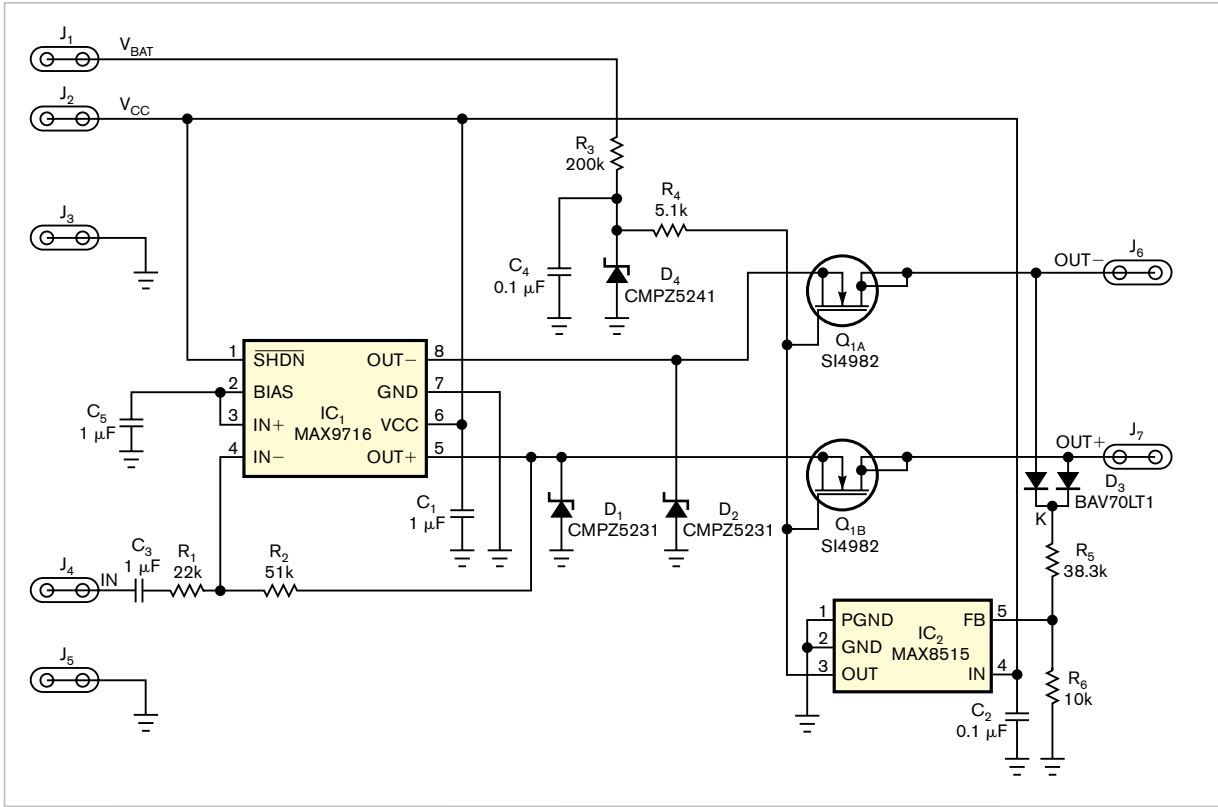 J1
VBAT
J2
VCC
R3
200k
J3
R4
5.1k
C4
0.1 μF
D4
CMPZ5241
OUT−
J6
Q1A
SI4982
1
SHDN
OUT−
8
2
BIAS
GND
7
3
IN+
VCC
6
4
IN−
OUT+
5
IC1
MAX9716
C5
1 μF
OUT+
J7
D3
BAV70LT1
K
C1
1 μF
D1
CMPZ5231
D2
CMPZ5231
Q1B
SI4982
J4
IN
C3
1 μF
R1
22k
R2
51k
R5
38.3k
1
PGND
FB
5
2
GND
3
OUT
IN
4
IC2
MAX8515
J5
C2
0.1 μF
R6
10k